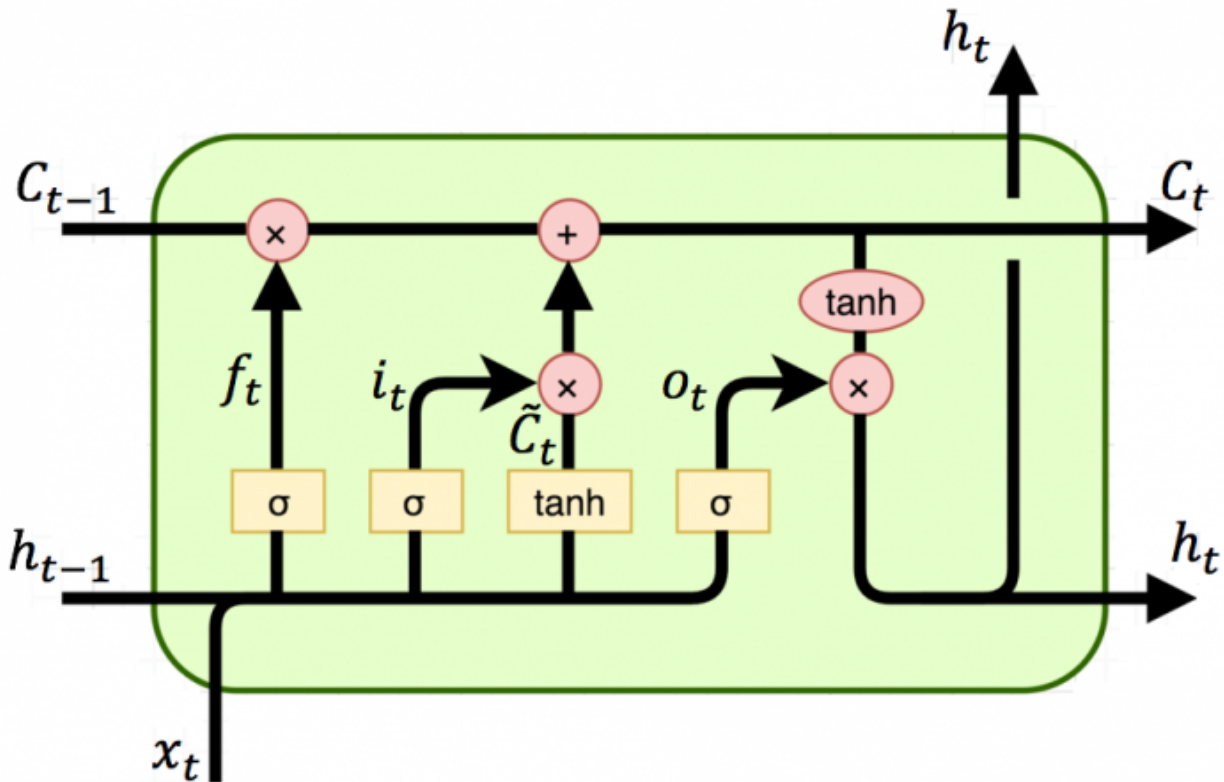 h_t
C_{t-1}
C_t
×
+
tanh
f_t
i_t
×
o_t
×
C̃_t
σ
σ
tanh
σ
h_{t-1}
h_t
x_t